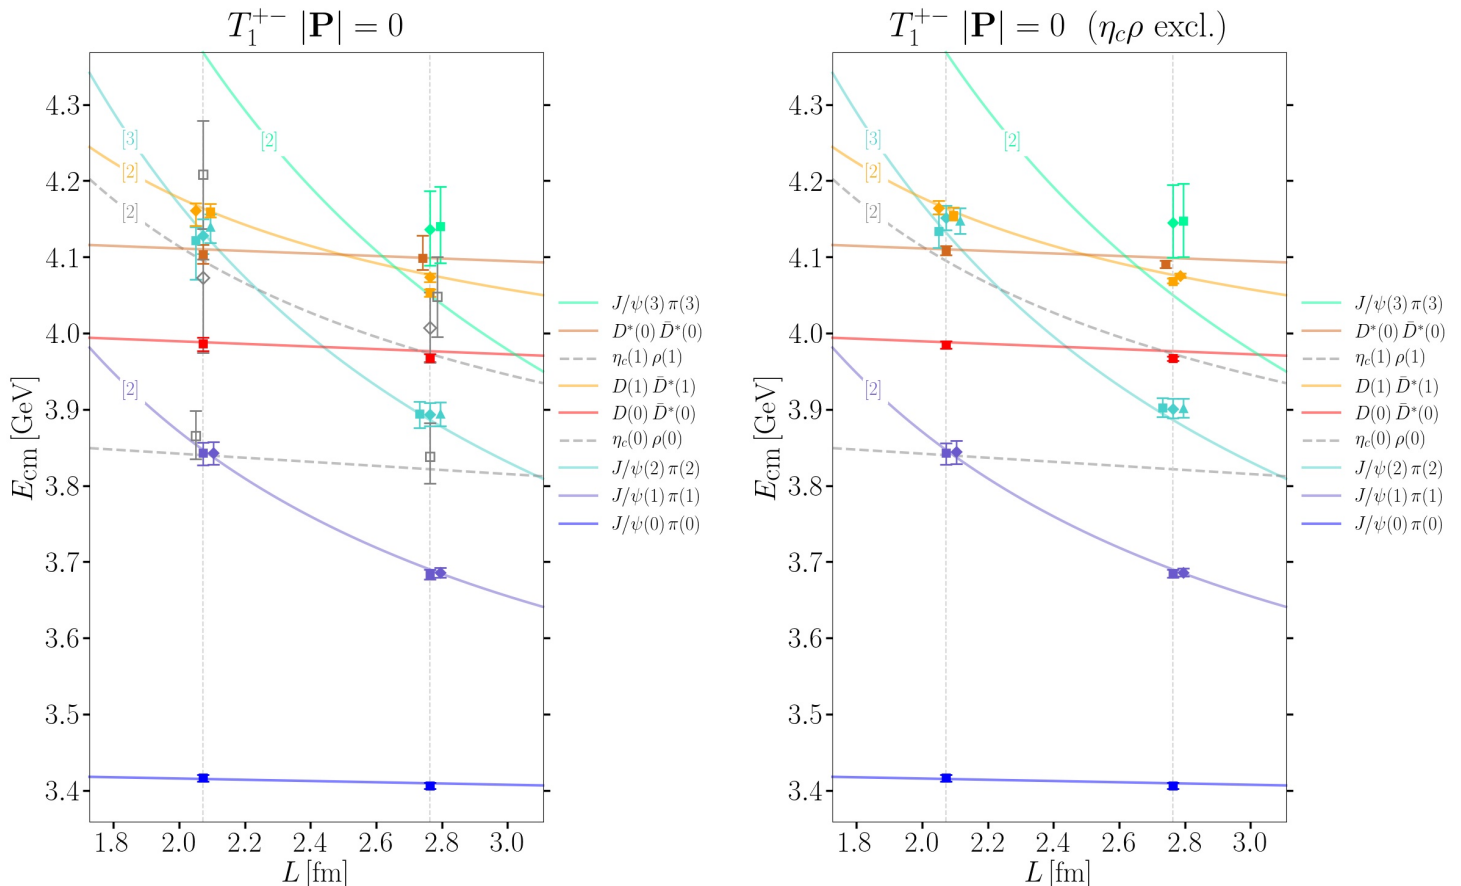 T₁⁺⁻ |P| = 0
E_cm [GeV]
4.3
4.2
4.1
4.0
3.9
3.8
3.7
3.6
3.5
3.4
[3]
[2]
[2]
[2]
[2]
1.8 2.0 2.2 2.4 2.6 2.8 3.0
L [fm]
J/ψ(3) π(3)
D*(0) D̄*(0)
η_c(1) ρ(1)
D(1) D̄*(1)
D(0) D̄*(0)
η_c(0) ρ(0)
J/ψ(2) π(2)
J/ψ(1) π(1)
J/ψ(0) π(0)
T₁⁺⁻ |P| = 0 (η_cρ excl.)
E_cm [GeV]
4.3
4.2
4.1
4.0
3.9
3.8
3.7
3.6
3.5
3.4
[3]
[2]
[2]
[2]
[2]
1.8 2.0 2.2 2.4 2.6 2.8 3.0
L [fm]
J/ψ(3) π(3)
D*(0) D̄*(0)
η_c(1) ρ(1)
D(1) D̄*(1)
D(0) D̄*(0)
η_c(0) ρ(0)
J/ψ(2) π(2)
J/ψ(1) π(1)
J/ψ(0) π(0)